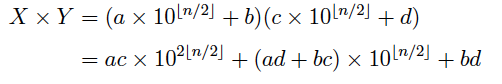 X × Y = (a × 10^{⌊n/2⌋} + b)(c × 10^{⌊n/2⌋} + d)
= ac × 10^{2⌊n/2⌋} + (ad + bc) × 10^{⌊n/2⌋} + bd